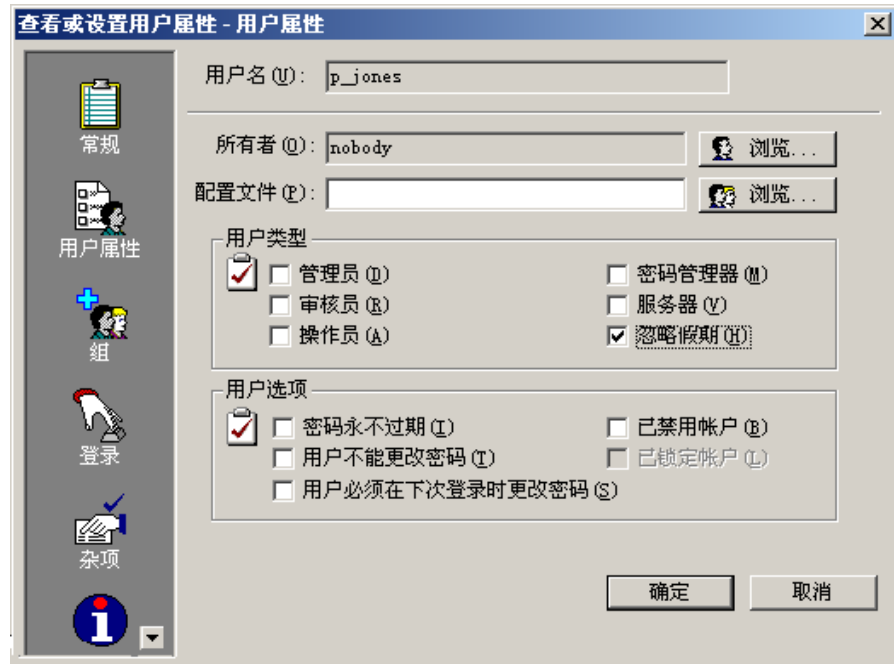 查看或设置用户属性 - 用户属性
常规
用户属性
组
登录
杂项
用户名(U): p_jones
所有者(O): nobody 浏览...
配置文件(P): 浏览...
用户类型
管理员(D) 密码管理器(M)
审核员(R) 服务器(V)
操作员(A) 忽略假期(H)
用户选项
密码永不过期(I) 已禁用帐户(B)
用户不能更改密码(T) 已锁定帐户(L)
用户必须在下次登录时更改密码(S)
确定 取消